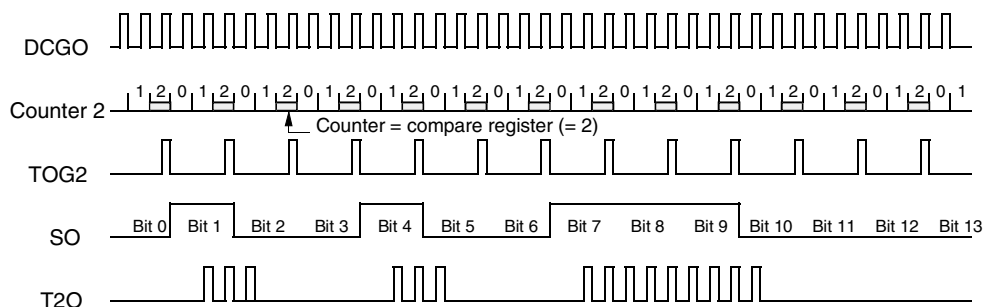 DCGO
Counter 2 1 2 0 1 2 0 1 2 0 1 2 0 1 2 0 1 2 0 1 2 0 1 2 0 1 2 0 1 2 0 1 2 0 1 2 0 1 2 0 1
Counter = compare register (= 2)
TOG2
SO Bit 0 Bit 1 Bit 2 Bit 3 Bit 4 Bit 5 Bit 6 Bit 7 Bit 8 Bit 9 Bit 10 Bit 11 Bit 12 Bit 13
T2O